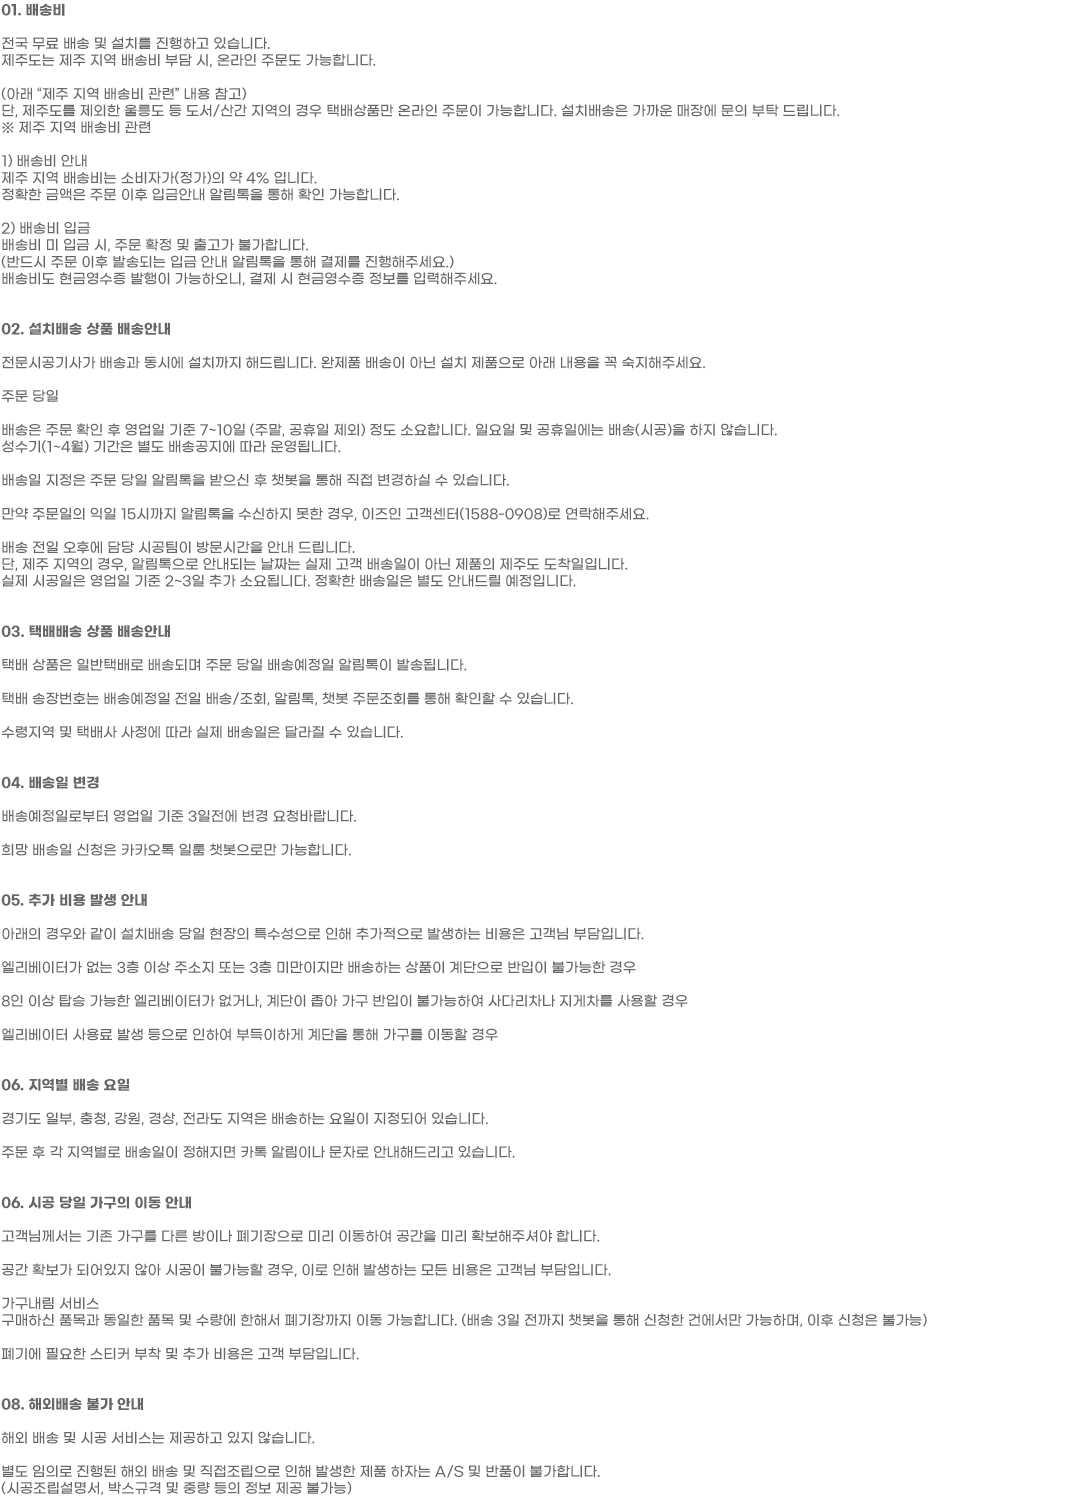 01. 배송비
전국 무료 배송 및 설치를 진행하고 있습니다.
제주도는 제주 지역 배송비 부담 시, 온라인 주문도 가능합니다.
(아래 “제주 지역 배송비 관련” 내용 참고)
단, 제주도를 제외한 울릉도 등 도서/산간 지역의 경우 택배상품만 온라인 주문이 가능합니다. 설치배송은 가까운 매장에 문의 부탁 드립니다.
※ 제주 지역 배송비 관련
1) 배송비 안내
제주 지역 배송비는 소비자가(정가)의 약 4% 입니다.
정확한 금액은 주문 이후 입금안내 알림톡을 통해 확인 가능합니다.
2) 배송비 입금
배송비 미 입금 시, 주문 확정 및 출고가 불가합니다.
(반드시 주문 이후 발송되는 입금 안내 알림톡을 통해 결제를 진행해주세요.)
배송비도 현금영수증 발행이 가능하오니, 결제 시 현금영수증 정보를 입력해주세요.
02. 설치배송 상품 배송안내
전문시공기사가 배송과 동시에 설치까지 해드립니다. 완제품 배송이 아닌 설치 제품으로 아래 내용을 꼭 숙지해주세요.
주문 당일
배송은 주문 확인 후 영업일 기준 7~10일 (주말, 공휴일 제외) 정도 소요합니다. 일요일 및 공휴일에는 배송(시공)을 하지 않습니다.
성수기(1~4월) 기간은 별도 배송공지에 따라 운영됩니다.
배송일 지정은 주문 당일 알림톡을 받으신 후 챗봇을 통해 직접 변경하실 수 있습니다.
만약 주문일의 익일 15시까지 알림톡을 수신하지 못한 경우, 이즈인 고객센터(1588-0908)로 연락해주세요.
배송 전일 오후에 담당 시공팀이 방문시간을 안내 드립니다.
단, 제주 지역의 경우, 알림톡으로 안내되는 날짜는 실제 고객 배송일이 아닌 제품의 제주도 도착일입니다.
실제 시공일은 영업일 기준 2~3일 추가 소요됩니다. 정확한 배송일은 별도 안내드릴 예정입니다.
03. 택배배송 상품 배송안내
택배 상품은 일반택배로 배송되며 주문 당일 배송예정일 알림톡이 발송됩니다.
택배 송장번호는 배송예정일 전일 배송/조회, 알림톡, 챗봇 주문조회를 통해 확인할 수 있습니다.
수령지역 및 택배사 사정에 따라 실제 배송일은 달라질 수 있습니다.
04. 배송일 변경
배송예정일로부터 영업일 기준 3일전에 변경 요청바랍니다.
희망 배송일 신청은 카카오톡 일룸 챗봇으로만 가능합니다.
05. 추가 비용 발생 안내
아래의 경우와 같이 설치배송 당일 현장의 특수성으로 인해 추가적으로 발생하는 비용은 고객님 부담입니다.
엘리베이터가 없는 3층 이상 주소지 또는 3층 미만이지만 배송하는 상품이 계단으로 반입이 불가능한 경우
8인 이상 탑승 가능한 엘리베이터가 없거나, 계단이 좁아 가구 반입이 불가능하여 사다리차나 지게차를 사용할 경우
엘리베이터 사용료 발생 등으로 인하여 부득이하게 계단을 통해 가구를 이동할 경우
06. 지역별 배송 요일
경기도 일부, 충청, 강원, 경상, 전라도 지역은 배송하는 요일이 지정되어 있습니다.
주문 후 각 지역별로 배송일이 정해지면 카톡 알림이나 문자로 안내해드리고 있습니다.
06. 시공 당일 가구의 이동 안내
고객님께서는 기존 가구를 다른 방이나 폐기장으로 미리 이동하여 공간을 미리 확보해주셔야 합니다.
공간 확보가 되어있지 않아 시공이 불가능할 경우, 이로 인해 발생하는 모든 비용은 고객님 부담입니다.
가구내림 서비스
구매하신 품목과 동일한 품목 및 수량에 한해서 폐기장까지 이동 가능합니다. (배송 3일 전까지 챗봇을 통해 신청한 건에서만 가능하며, 이후 신청은 불가능)
폐기에 필요한 스티커 부착 및 추가 비용은 고객 부담입니다.
08. 해외배송 불가 안내
해외 배송 및 시공 서비스는 제공하고 있지 않습니다.
별도 임의로 진행된 해외 배송 및 직접조립으로 인해 발생한 제품 하자는 A/S 및 반품이 불가합니다.
(시공조립설명서, 박스규격 및 중량 등의 정보 제공 불가능)